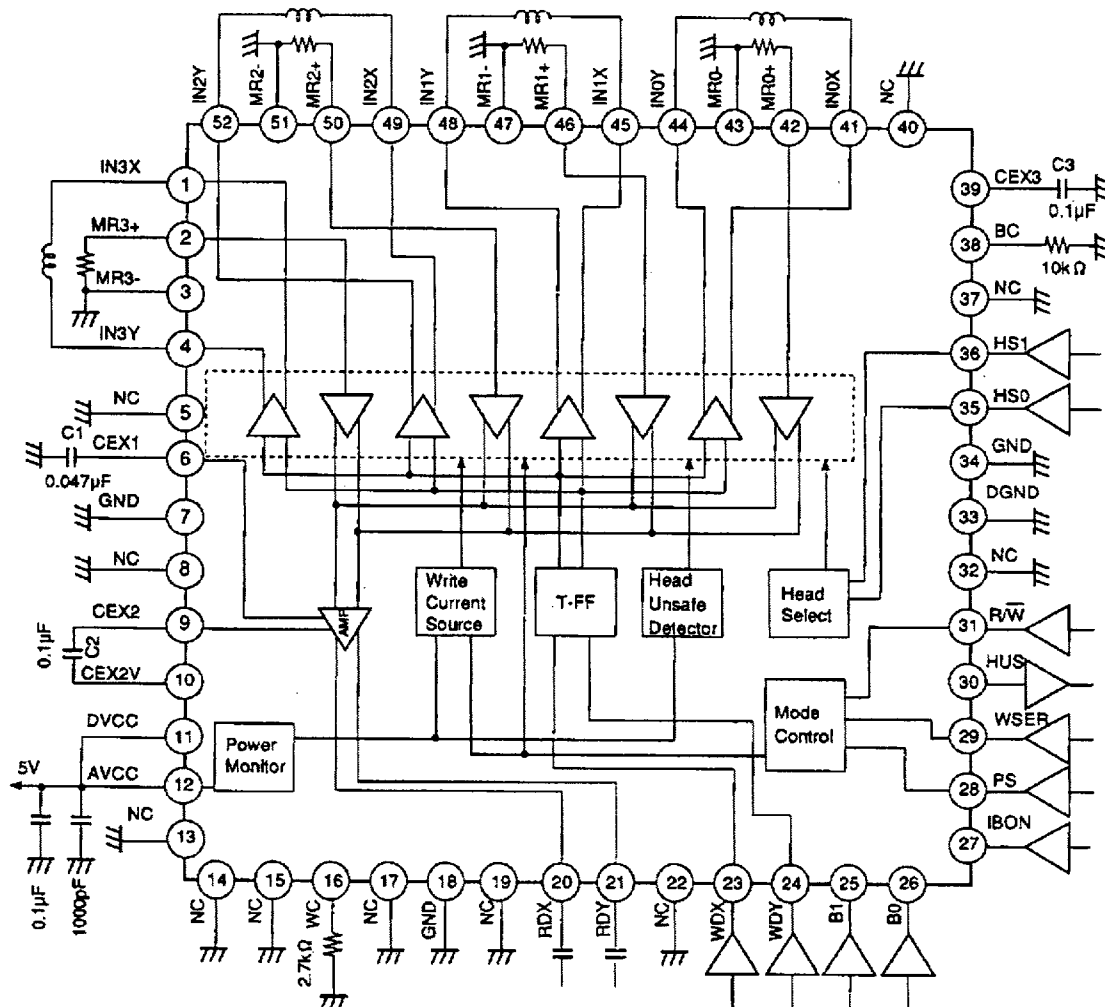 IN2Y
MR2-
MR2+
IN2X
IN1Y
MR1-
MR1+
IN1X
IN0Y
MR0-
MR0+
IN0X
NC
52
51
50
49
48
47
46
45
44
43
42
41
40
IN3X
1
MR3+
2
MR3-
3
IN3Y
4
NC
5
C1
CEX1
6
0.047µF
GND
7
NC
8
CEX2
9
0.1µF
C2
CEX2V
10
DVCC
11
5V
AVCC
12
NC
13
0.1µF
1000pF
39
CEX3
C3
0.1µF
38
BC
10kΩ
37
NC
36
HS1
35
HS0
34
GND
33
DGND
32
NC
31
R/W̅
30
HUS
29
WSER
28
PS
27
IBON
Write
Current
Source
T-FF
Head
Unsafe
Detector
Head
Select
AMP
Mode
Control
Power
Monitor
14
15
16
17
18
19
20
21
22
23
24
25
26
NC
NC
WC
NC
GND
NC
RDX
RDY
NC
WDX
WDY
B1
B0
2.7kΩ